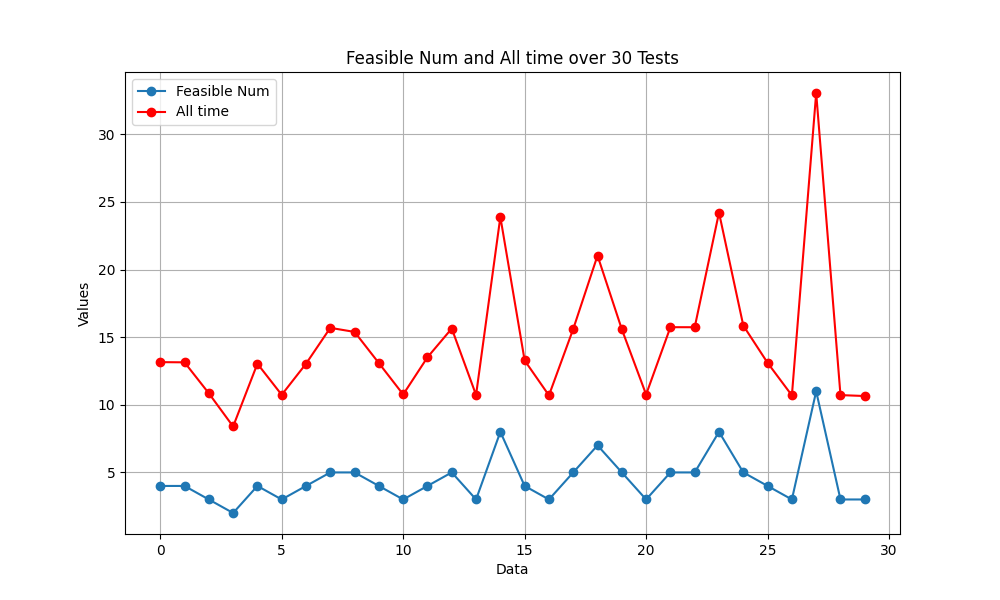 Feasible Num and All time over 30 Tests
Feasible Num
All time
Values
30
25
20
15
10
5
0 5 10 15 20 25 30
Data